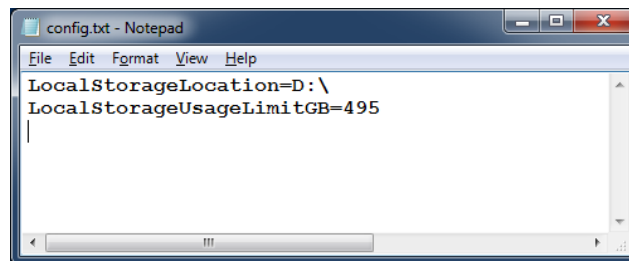 config.txt - Notepad
File Edit Format View Help
LocalStorageLocation=D:\
LocalStorageUsageLimitGB=495